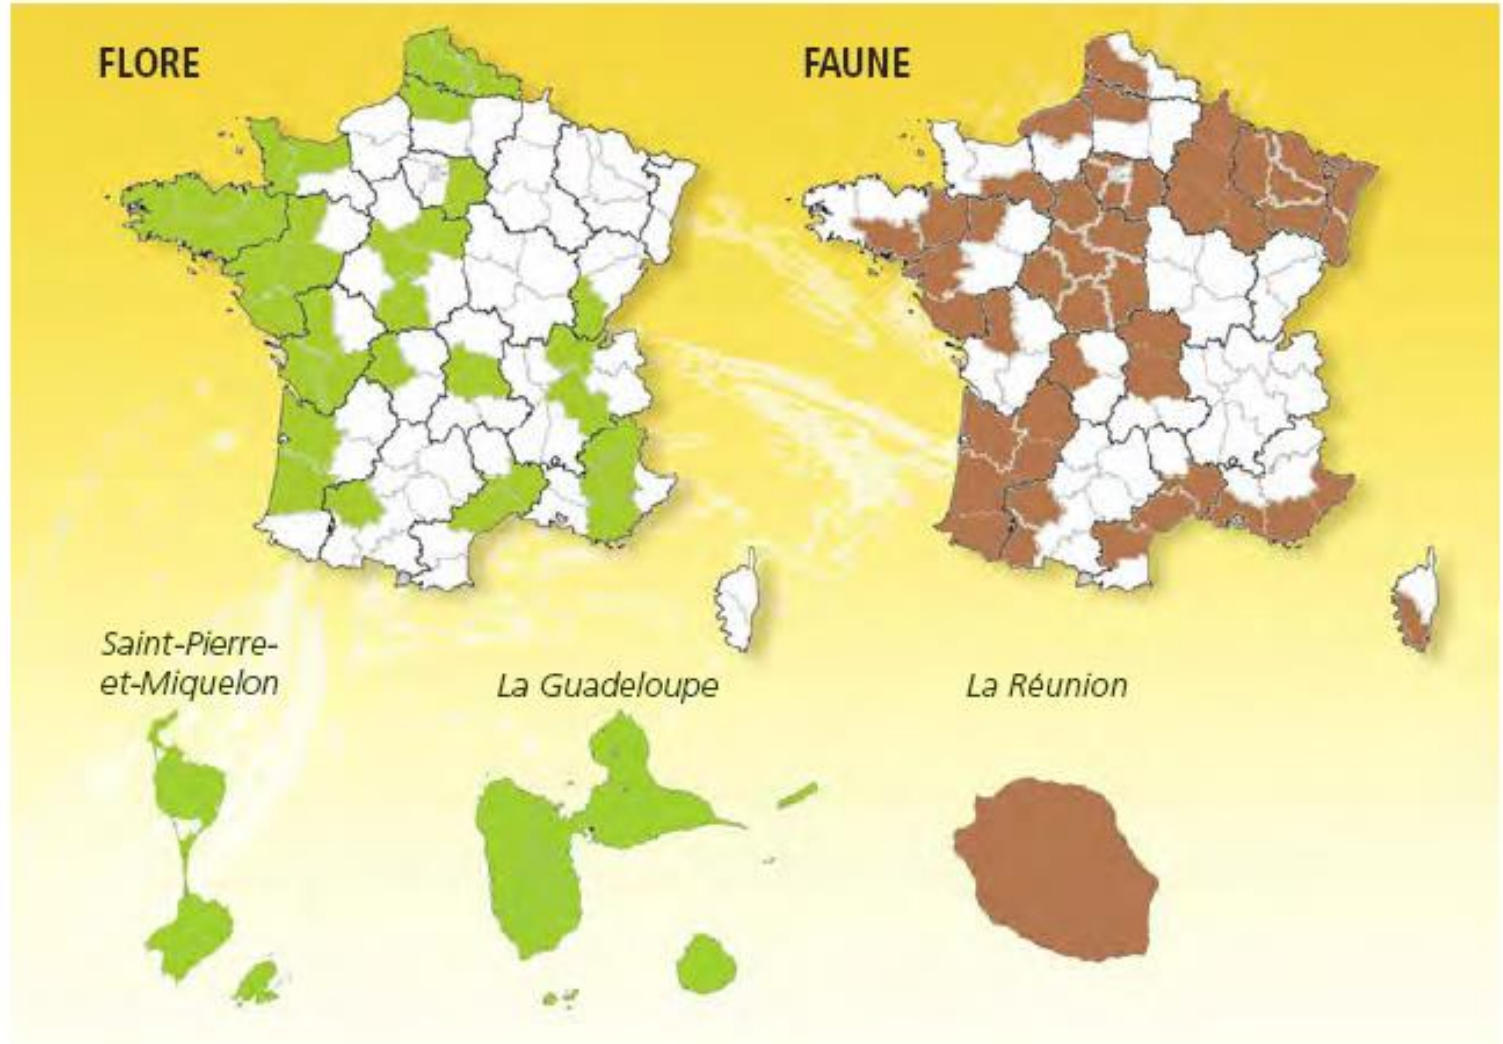 FLORE
FAUNE
Saint-Pierre-
et-Miquelon
La Guadeloupe
La Réunion